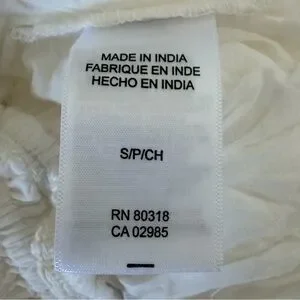 MADE IN INDIA
FABRIQUE EN INDE
HECHO EN INDIA
S/P/CH
RN 80318
CA 02985